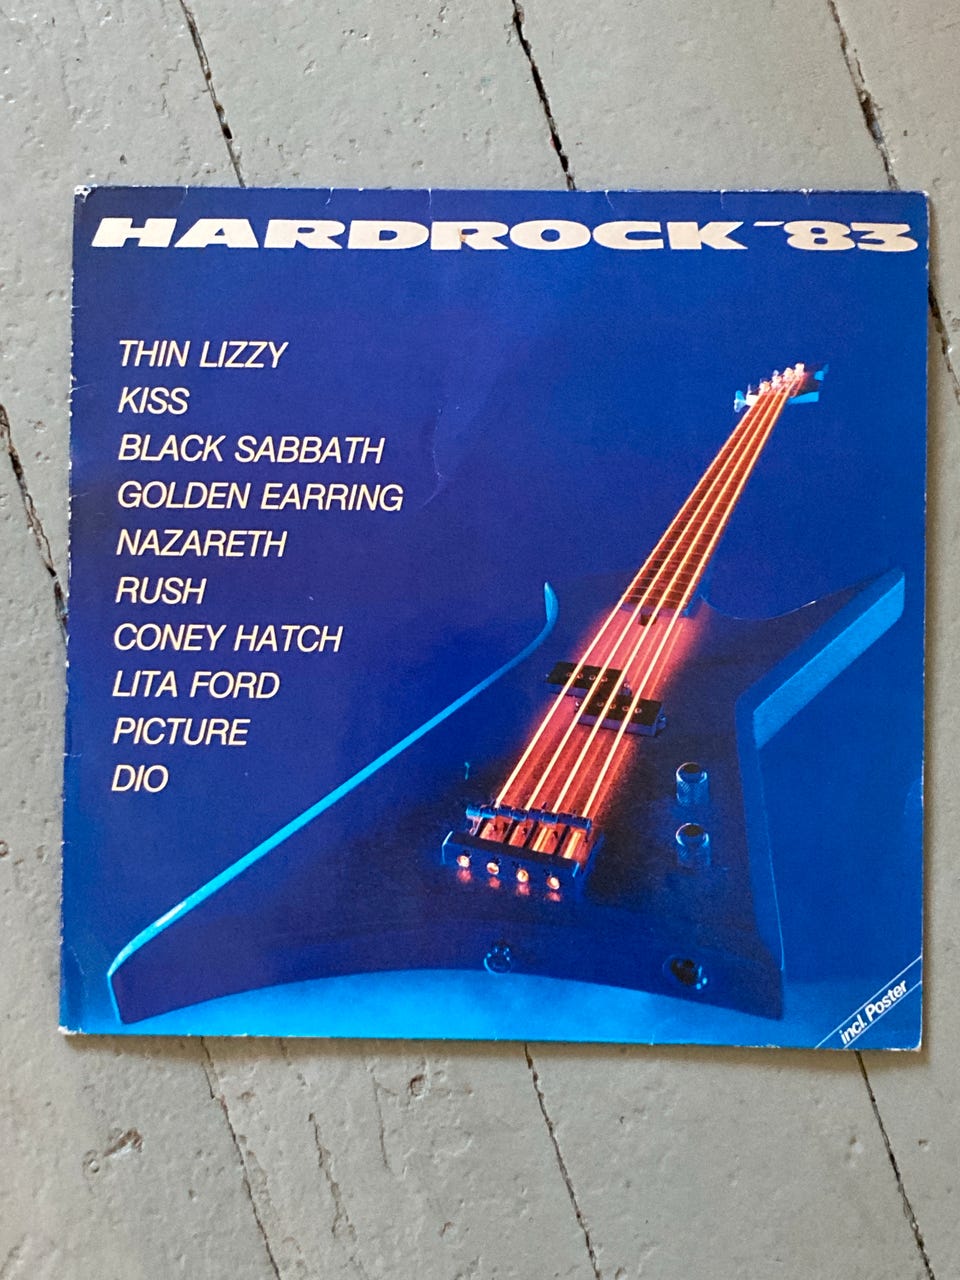 HARDROCK '83
THIN LIZZY
KISS
BLACK SABBATH
GOLDEN EARRING
NAZARETH
RUSH
CONEY HATCH
LITA FORD
PICTURE
DIO
incl. Poster